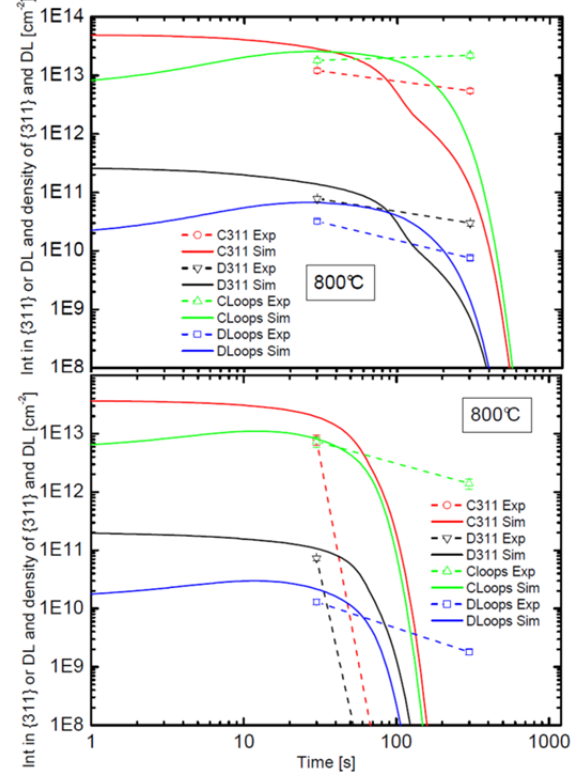 Int in {311} or DL and density of {311} and DL [cm⁻²]
1E14
1E13
1E12
1E11
1E10
1E9
1E8
C311 Exp
C311 Sim
D311 Exp
D311 Sim
CLoops Exp
CLoops Sim
DLoops Exp
DLoops Sim
800°C
Int in {311} or DL and density of {311} and DL [cm⁻²]
1E13
1E12
1E11
1E10
1E9
1E8
800°C
C311 Exp
C311 Sim
D311 Exp
D311 Sim
Cloops Exp
CLoops Sim
DLoops Exp
DLoops Sim
1 10 100 1000
Time [s]